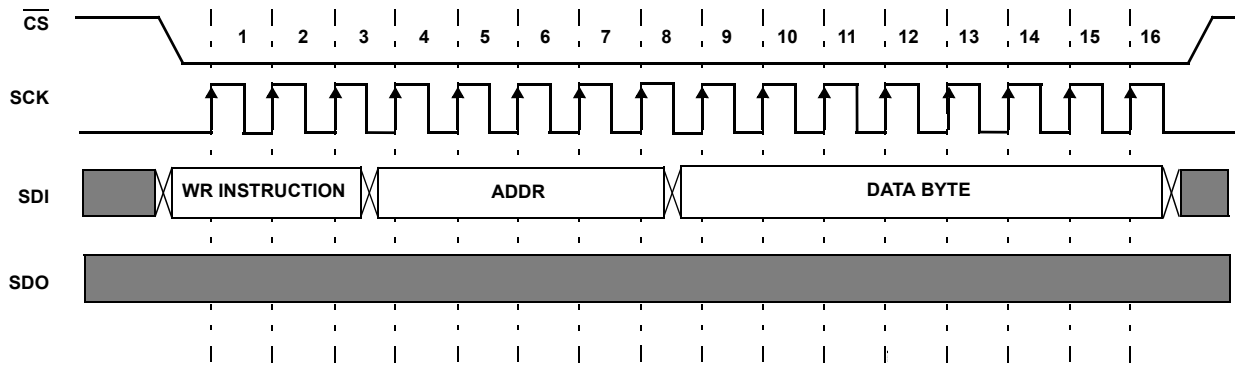 CS
1 2 3 4 5 6 7 8 9 10 11 12 13 14 15 16
SCK
SDI
WR INSTRUCTION ADDR DATA BYTE
SDO